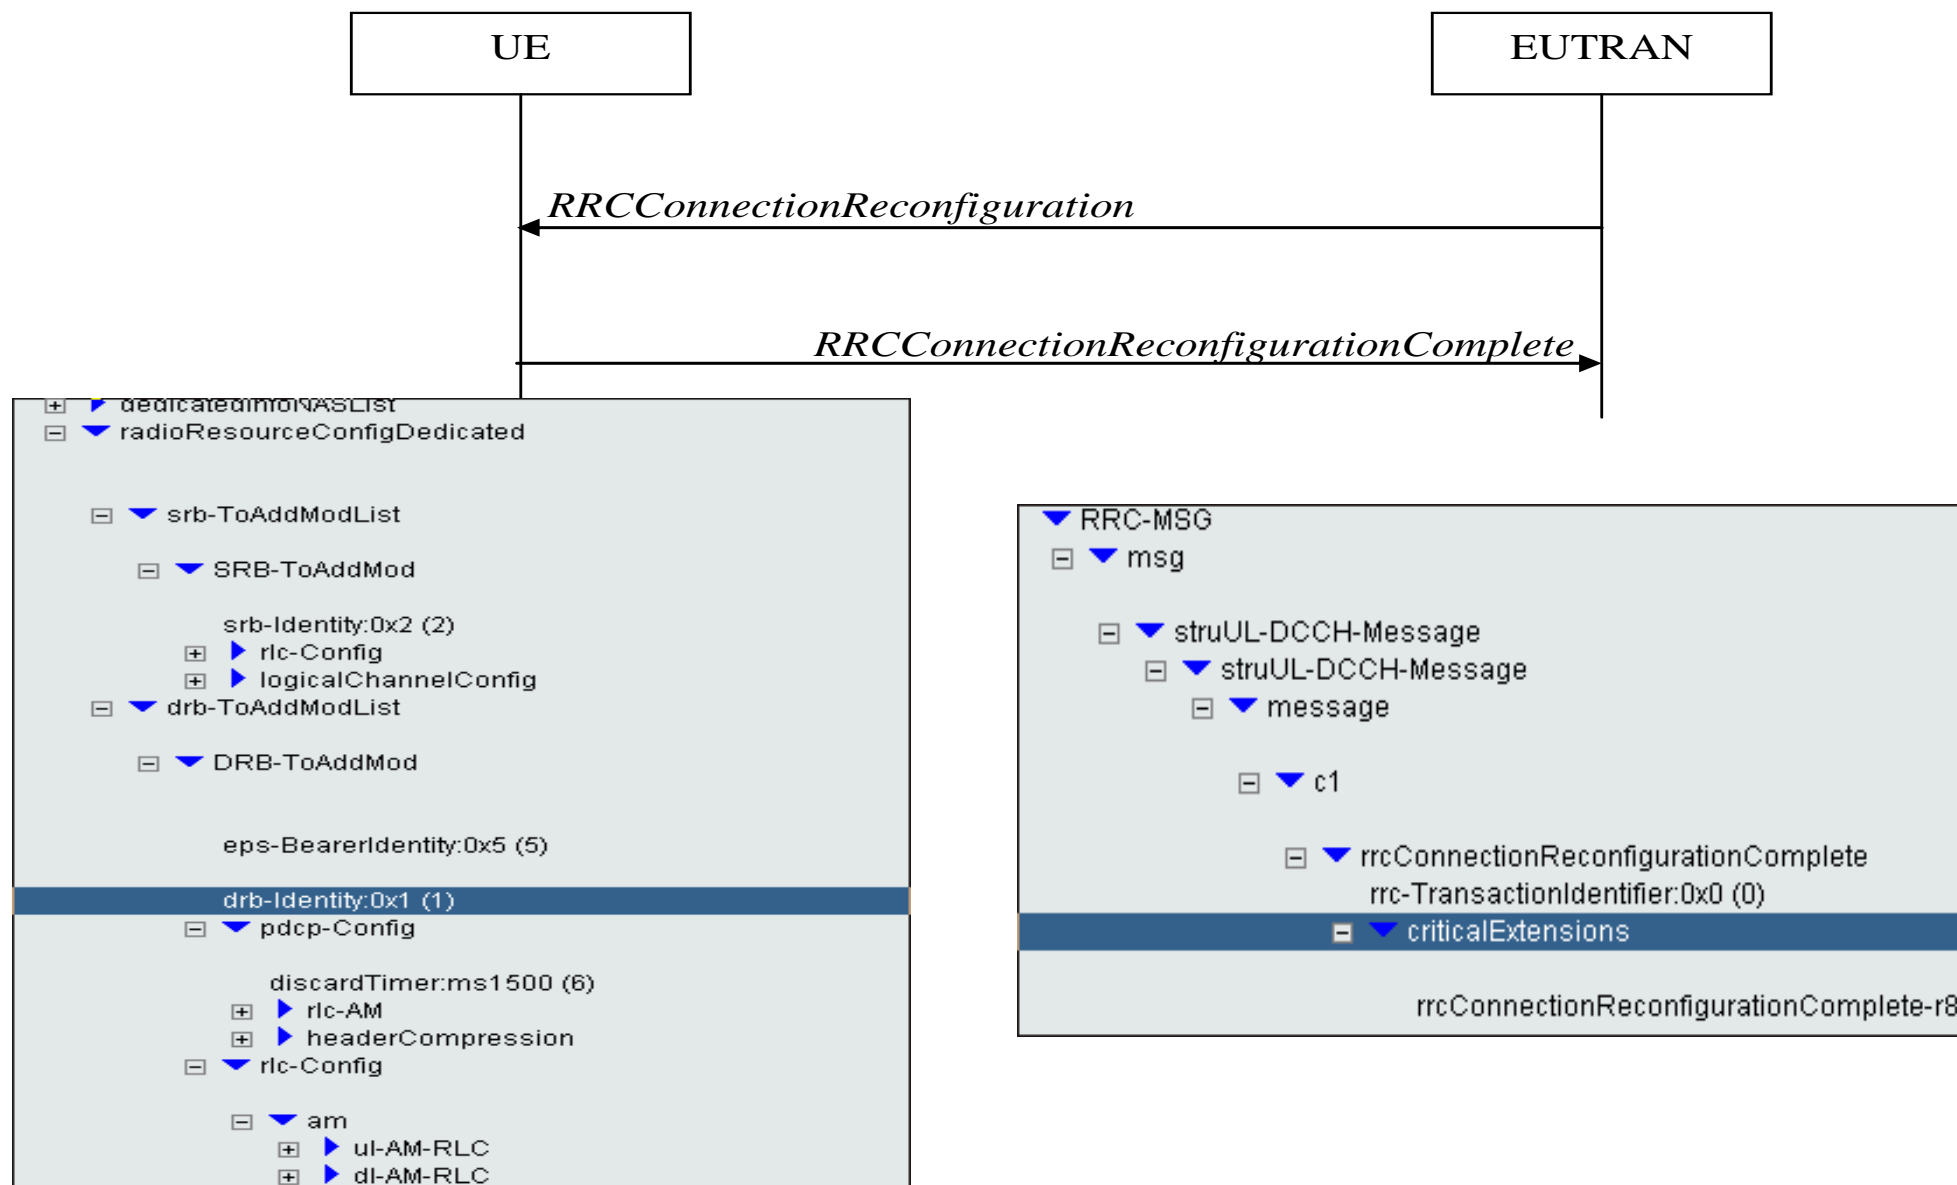 UE
EUTRAN
RRCConnectionReconfiguration
RRCConnectionReconfigurationComplete
dedicatedInfoNASList
radioResourceConfigDedicated
srb-ToAddModList
SRB-ToAddMod
srb-Identity:0x2 (2)
rlc-Config
logicalChannelConfig
drb-ToAddModList
DRB-ToAddMod
eps-BearerIdentity:0x5 (5)
drb-Identity:0x1 (1)
pdcp-Config
discardTimer:ms1500 (6)
rlc-AM
headerCompression
rlc-Config
am
ul-AM-RLC
dl-AM-RLC
RRC-MSG
msg
struUL-DCCH-Message
struUL-DCCH-Message
message
c1
rrcConnectionReconfigurationComplete
rrc-TransactionIdentifier:0x0 (0)
criticalExtensions
rrcConnectionReconfigurationComplete-r8